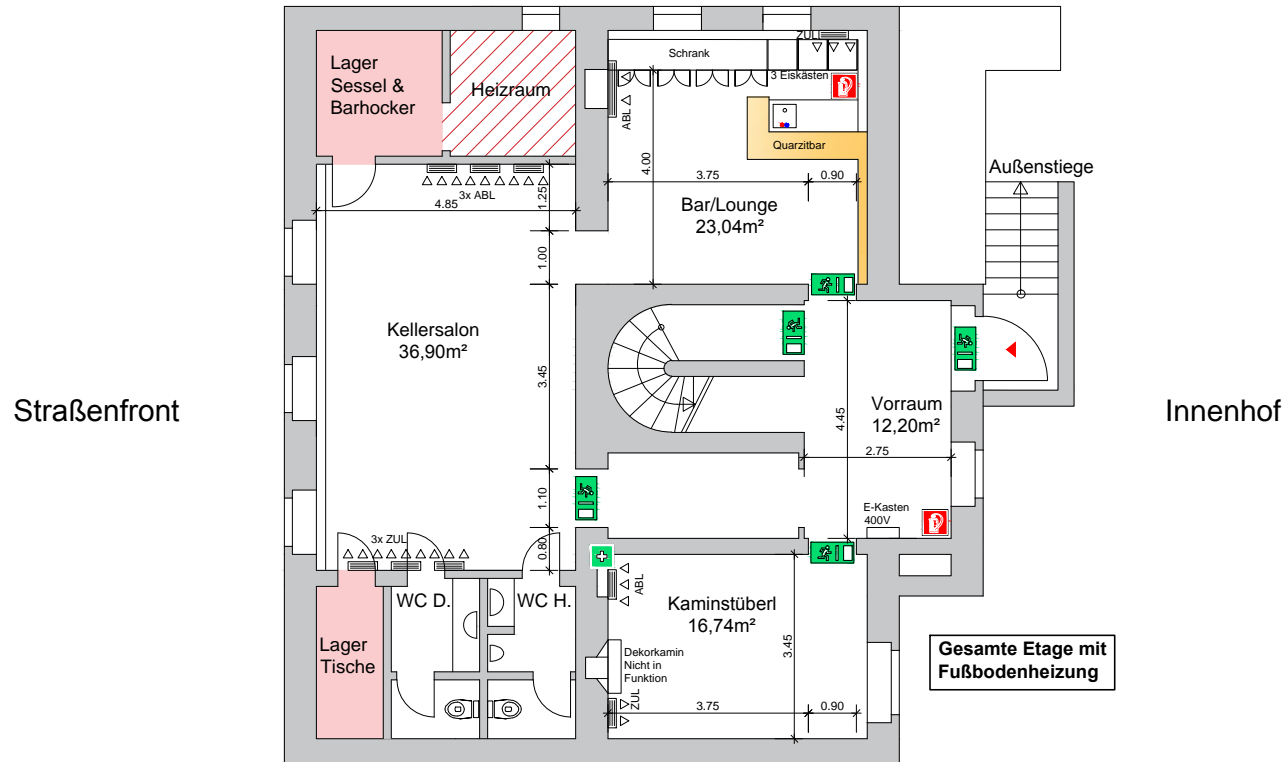 ZUL
Schrank
Lager
Sessel &
Barhocker
Heizraum
3 Eiskästen
ABL
Quarzitbar
4.00
3.75
0.90
Außenstiege
3x ABL
4.85
1.25
Bar/Lounge
23,04m²
1.00
Kellersalon
36,90m²
3.45
Straßenfront
Innenhof
Vorraum
12,20m²
4.45
2.75
1.10
E-Kasten
400V
3x ZUL
0.80
WC D.
WC H.
ABL
Kaminstüberl
16,74m²
3.45
Lager
Tische
Dekorkamin
Nicht in
Funktion
Gesamte Etage mit
Fußbodenheizung
ZUL
3.75
0.90